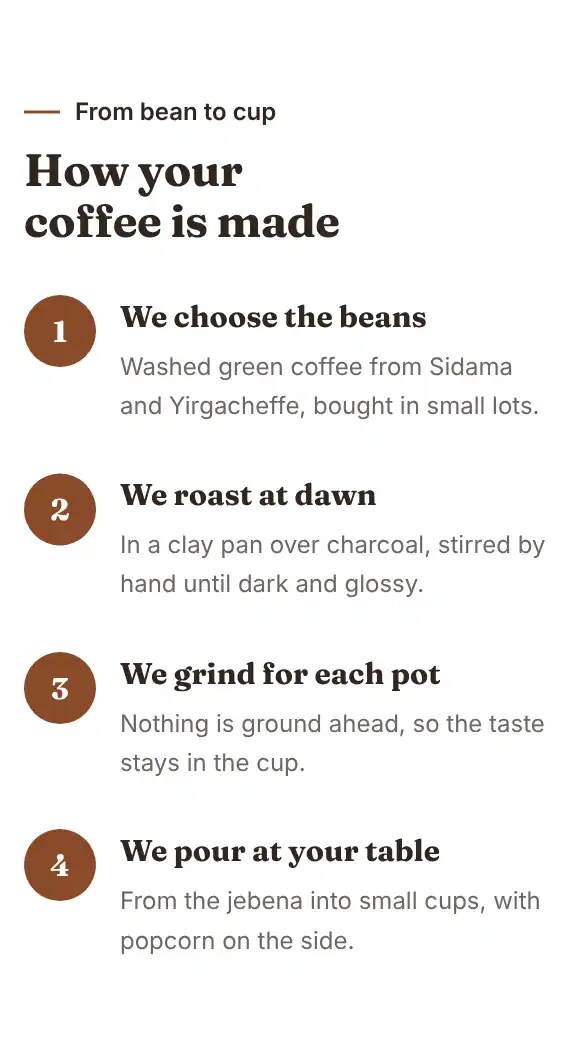 From bean to cup
How your
coffee is made
1
We choose the beans
Washed green coffee from Sidama
and Yirgacheffe, bought in small lots.
2
We roast at dawn
In a clay pan over charcoal, stirred by
hand until dark and glossy.
3
We grind for each pot
Nothing is ground ahead, so the taste
stays in the cup.
4
We pour at your table
From the jebena into small cups, with
popcorn on the side.